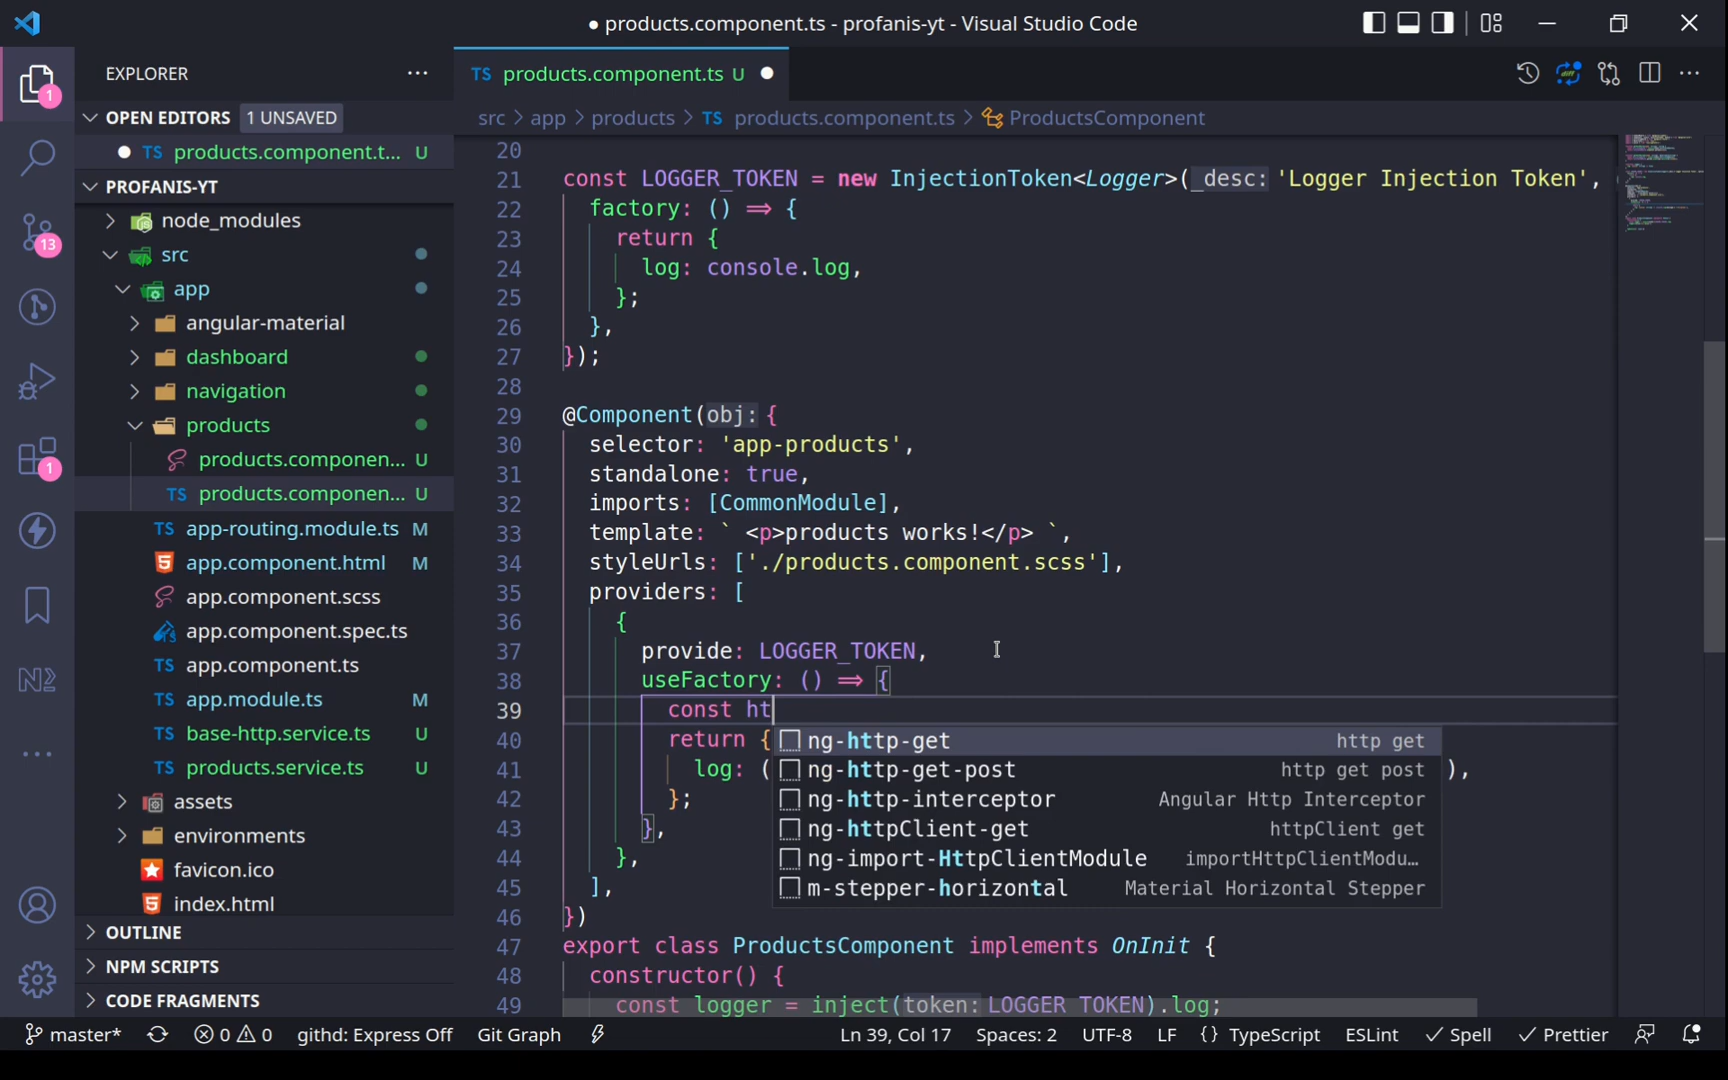 ● products.component.ts - profanis-yt - Visual Studio Code
EXPLORER
OPEN EDITORS 1 UNSAVED
● TS products.component.t... U
PROFANIS-YT
node_modules
src
app
angular-material
dashboard
navigation
products
products.componen... U
TS products.componen... U
TS app-routing.module.ts M
app.component.html M
app.component.scss
app.component.spec.ts
TS app.component.ts
TS app.module.ts M
TS base-http.service.ts U
TS products.service.ts U
assets
environments
favicon.ico
index.html
OUTLINE
NPM SCRIPTS
CODE FRAGMENTS
1
13
1
TS products.component.ts U ●
src > app > products > TS products.component.ts > ProductsComponent
20
21 const LOGGER_TOKEN = new InjectionToken<Logger>(_desc: 'Logger Injection Token',
22 factory: () => {
23 return {
24 log: console.log,
25 };
26 },
27 });
28
29 @Component(obj: {
30 selector: 'app-products',
31 standalone: true,
32 imports: [CommonModule],
33 template: ` <p>products works!</p> `,
34 styleUrls: ['./products.component.scss'],
35 providers: [
36 {
37 provide: LOGGER_TOKEN,
38 useFactory: () => {
39 const ht
40 return {
41 log: ( ),
42 };
43 },
44 },
45 ],
46 })
47 export class ProductsComponent implements OnInit {
48 constructor() {
49 const logger = inject(token: LOGGER_TOKEN).log;
ng-http-get http get
ng-http-get-post http get post
ng-http-interceptor Angular Http Interceptor
ng-httpClient-get httpClient get
ng-import-HttpClientModule importHttpClientModu...
m-stepper-horizontal Material Horizontal Stepper
master* 0 0 githd: Express Off Git Graph Ln 39, Col 17 Spaces: 2 UTF-8 LF {} TypeScript ESLint ✓ Spell ✓ Prettier